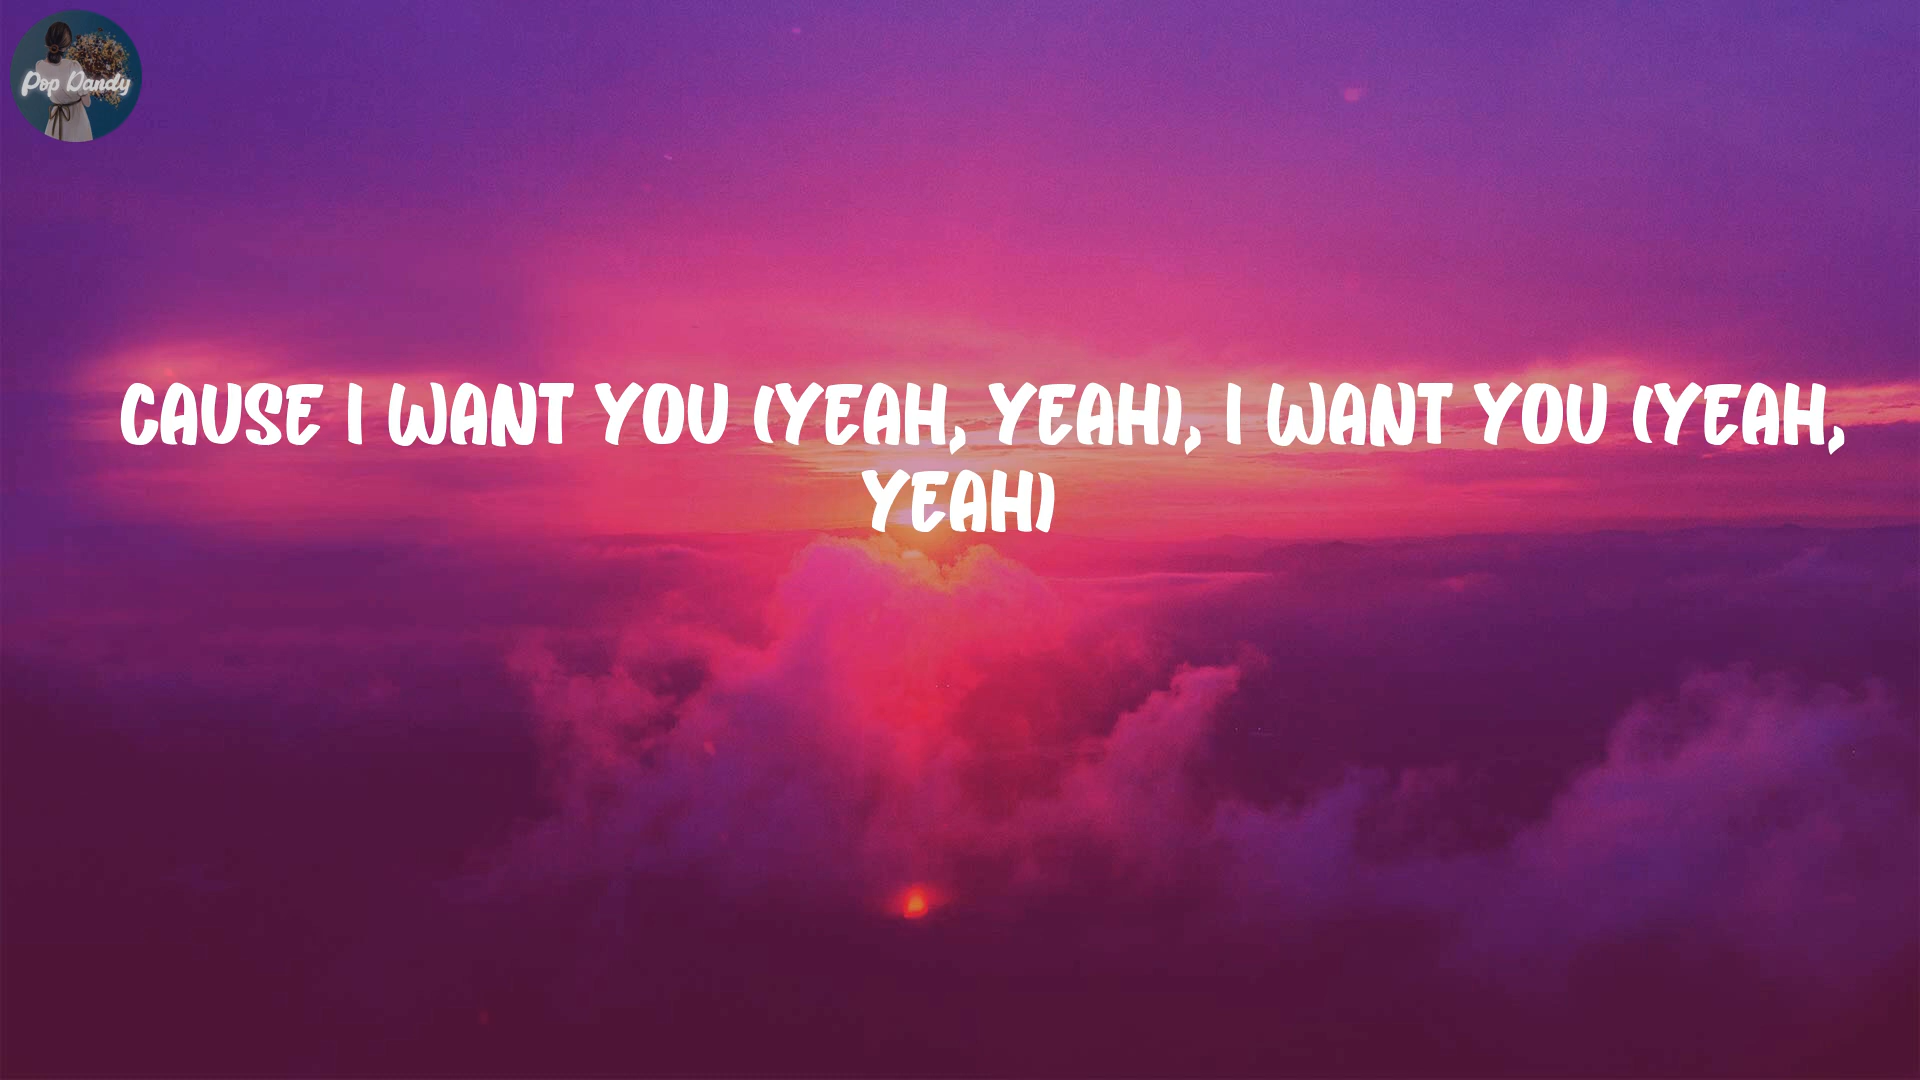 Pop Dandy
CAUSE I WANT YOU (YEAH, YEAH), I WANT YOU (YEAH,
YEAH)